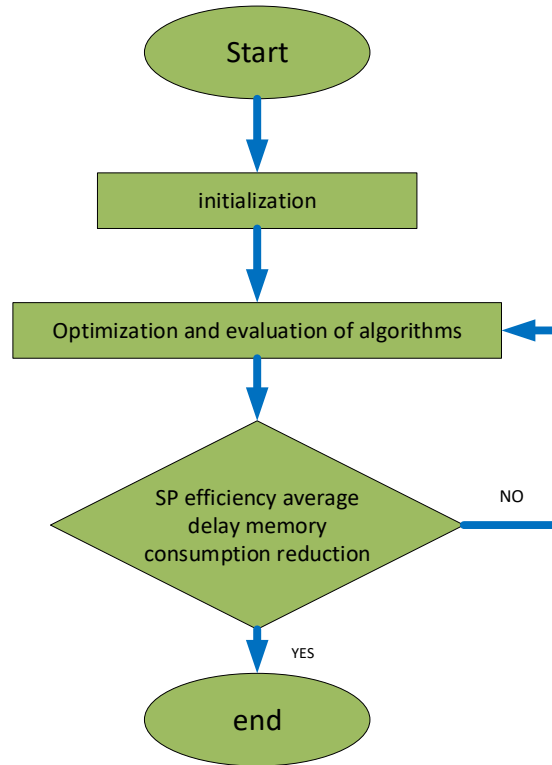 Start
initialization
Optimization and evaluation of algorithms
SP efficiency average
delay memory
consumption reduction
NO
YES
end